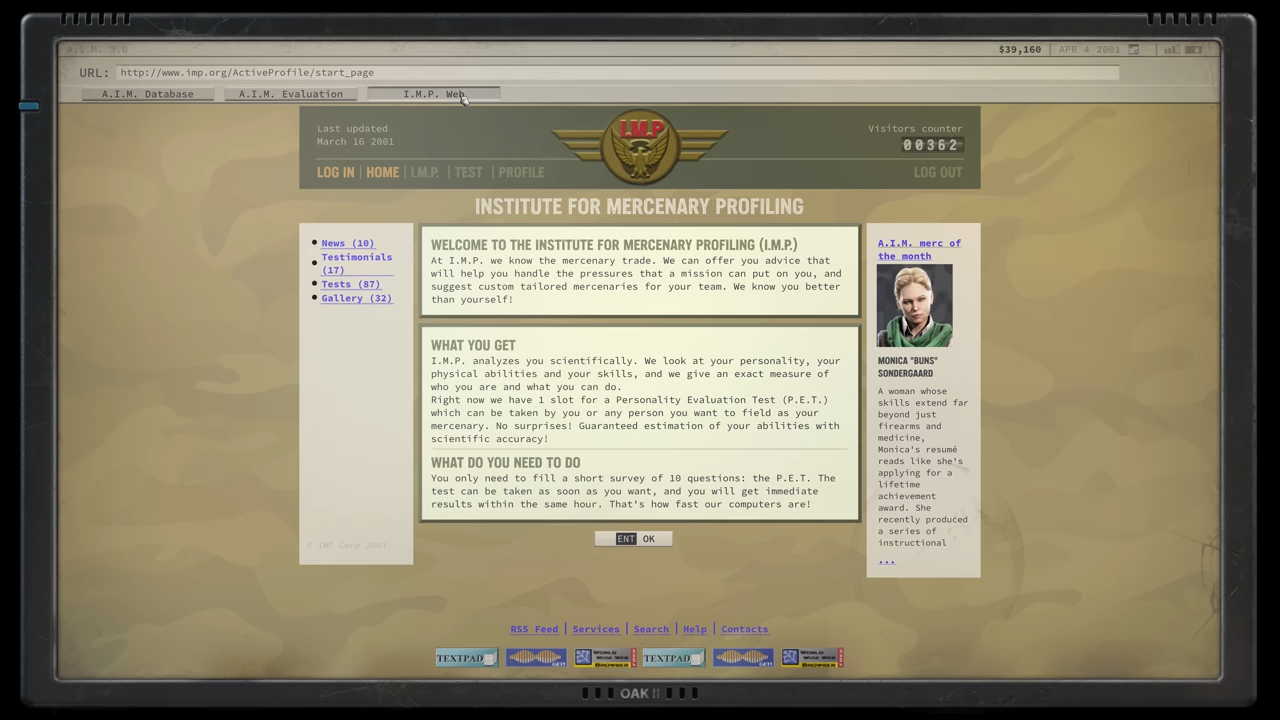 A.I.M. 3.0
$39,160
APR 4 2001
URL: http://www.imp.org/ActiveProfile/start_page
A.I.M. Database
A.I.M. Evaluation
I.M.P. Web
Last updated
March 16 2001
I.M.P
Visitors counter
00362
LOG IN | HOME | I.M.P. | TEST | PROFILE
LOG OUT
INSTITUTE FOR MERCENARY PROFILING
News (10)
Testimonials
(17)
Tests (87)
Gallery (32)
© IMP Corp 2001
WELCOME TO THE INSTITUTE FOR MERCENARY PROFILING (I.M.P.)
At I.M.P. we know the mercenary trade. We can offer you advice that
will help you handle the pressures that a mission can put on you, and
suggest custom tailored mercenaries for your team. We know you better
than yourself!
WHAT YOU GET
I.M.P. analyzes you scientifically. We look at your personality, your
physical abilities and your skills, and we give an exact measure of
who you are and what you can do.
Right now we have 1 slot for a Personality Evaluation Test (P.E.T.)
which can be taken by you or any person you want to field as your
mercenary. No surprises! Guaranteed estimation of your abilities with
scientific accuracy!
WHAT DO YOU NEED TO DO
You only need to fill a short survey of 10 questions: the P.E.T. The
test can be taken as soon as you want, and you will get immediate
results within the same hour. That's how fast our computers are!
ENT OK
A.I.M. merc of
the month
MONICA "BUNS"
SONDERGAARD
A woman whose
skills extend far
beyond just
firearms and
medicine,
Monica's resumé
reads like she's
applying for a
lifetime
achievement
award. She
recently produced
a series of
instructional
...
RSS Feed | Services | Search | Help | Contacts
TEXTPAD
GET!
WORLD
WIDE WEB
BROWSER
TEXTPAD
GET!
WORLD
WIDE WEB
BROWSER
OAK